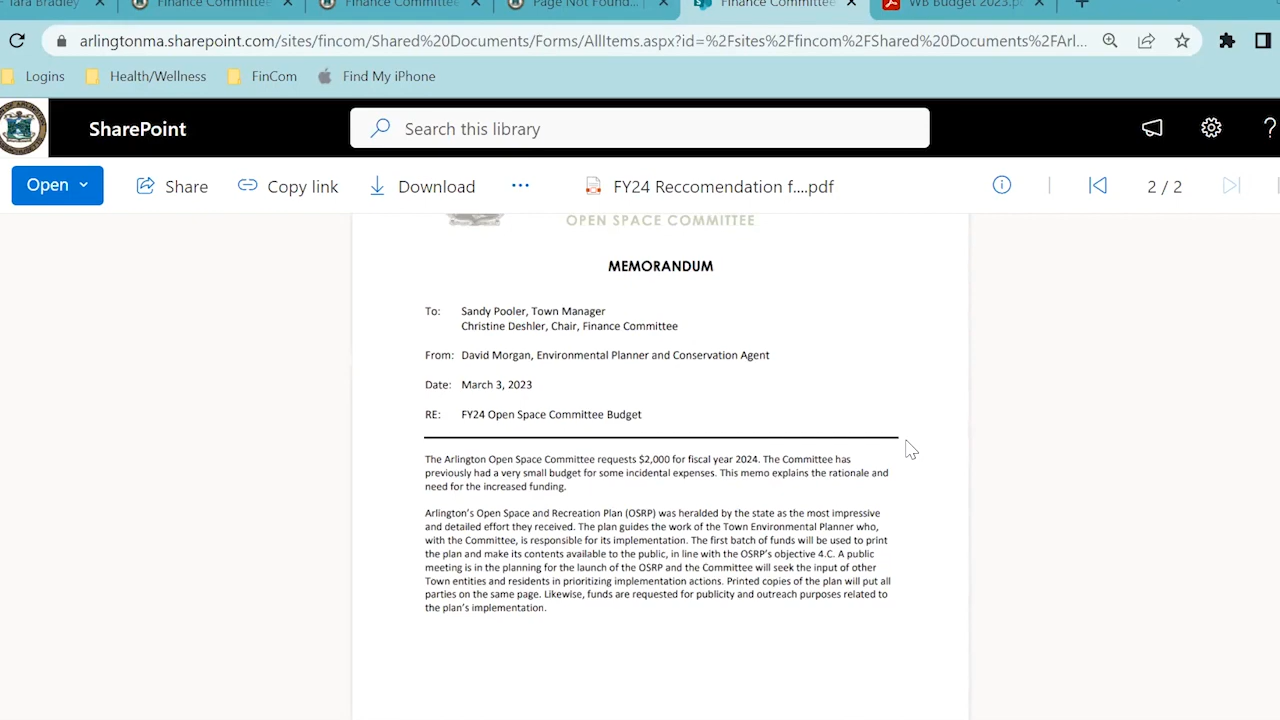 Tara Bradley
Finance Committe
Finance Committe
Page Not Found...
Finance Committe
WB Budget 2023.p
arlingtonma.sharepoint.com/sites/fincom/Shared%20Documents/Forms/AllItems.aspx?id=%2Fsites%2Ffincom%2FShared%20Documents%2FArl...
Logins
Health/Wellness
FinCom
Find My iPhone
SharePoint
Search this library
?
Open
Share
Copy link
Download
...
FY24 Reccomendation f....pdf
2 / 2
OPEN SPACE COMMITTEE
MEMORANDUM
To: Sandy Pooler, Town Manager
Christine Deshler, Chair, Finance Committee
From: David Morgan, Environmental Planner and Conservation Agent
Date: March 3, 2023
RE: FY24 Open Space Committee Budget
The Arlington Open Space Committee requests $2,000 for fiscal year 2024. The Committee has
previously had a very small budget for some incidental expenses. This memo explains the rationale and
need for the increased funding.
Arlington's Open Space and Recreation Plan (OSRP) was heralded by the state as the most impressive
and detailed effort they received. The plan guides the work of the Town Environmental Planner who,
with the Committee, is responsible for its implementation. The first batch of funds will be used to print
the plan and make its contents available to the public, in line with the OSRP's objective 4.C. A public
meeting is in the planning for the launch of the OSRP and the Committee will seek the input of other
Town entities and residents in prioritizing implementation actions. Printed copies of the plan will put all
parties on the same page. Likewise, funds are requested for publicity and outreach purposes related to
the plan's implementation.